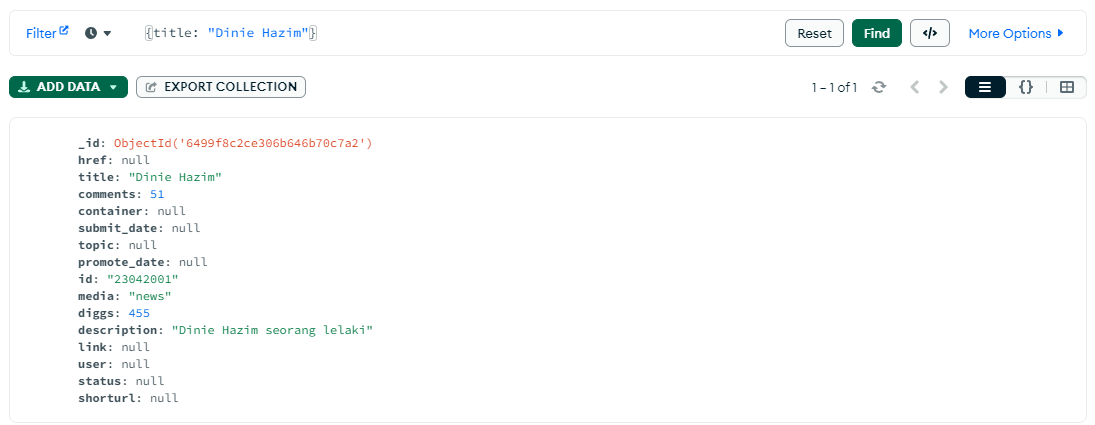 Filter {title: "Dinie Hazim"} Reset Find </> More Options
ADD DATA EXPORT COLLECTION 1 – 1 of 1 {}
_id: ObjectId('6499f8c2ce306b646b70c7a2')
href: null
title: "Dinie Hazim"
comments: 51
container: null
submit_date: null
topic: null
promote_date: null
id: "23042001"
media: "news"
diggs: 455
description: "Dinie Hazim seorang lelaki"
link: null
user: null
status: null
shorturl: null